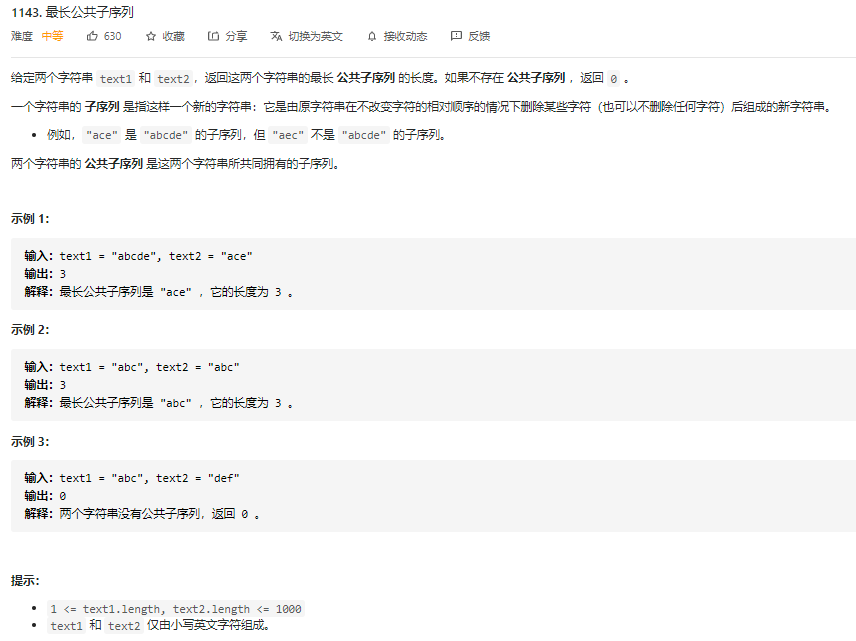 1143. 最长公共子序列
难度 中等 630 收藏 分享 切换为英文 接收动态 反馈
给定两个字符串 text1 和 text2，返回这两个字符串的最长 公共子序列 的长度。如果不存在 公共子序列 ，返回 0 。
一个字符串的 子序列 是指这样一个新的字符串：它是由原字符串在不改变字符的相对顺序的情况下删除某些字符（也可以不删除任何字符）后组成的新字符串。
• 例如，"ace" 是 "abcde" 的子序列，但 "aec" 不是 "abcde" 的子序列。
两个字符串的 公共子序列 是这两个字符串所共同拥有的子序列。
示例 1：
输入：text1 = "abcde", text2 = "ace"
输出：3
解释：最长公共子序列是 "ace" ，它的长度为 3 。
示例 2：
输入：text1 = "abc", text2 = "abc"
输出：3
解释：最长公共子序列是 "abc" ，它的长度为 3 。
示例 3：
输入：text1 = "abc", text2 = "def"
输出：0
解释：两个字符串没有公共子序列，返回 0 。
提示：
• 1 <= text1.length, text2.length <= 1000
• text1 和 text2 仅由小写英文字符组成。